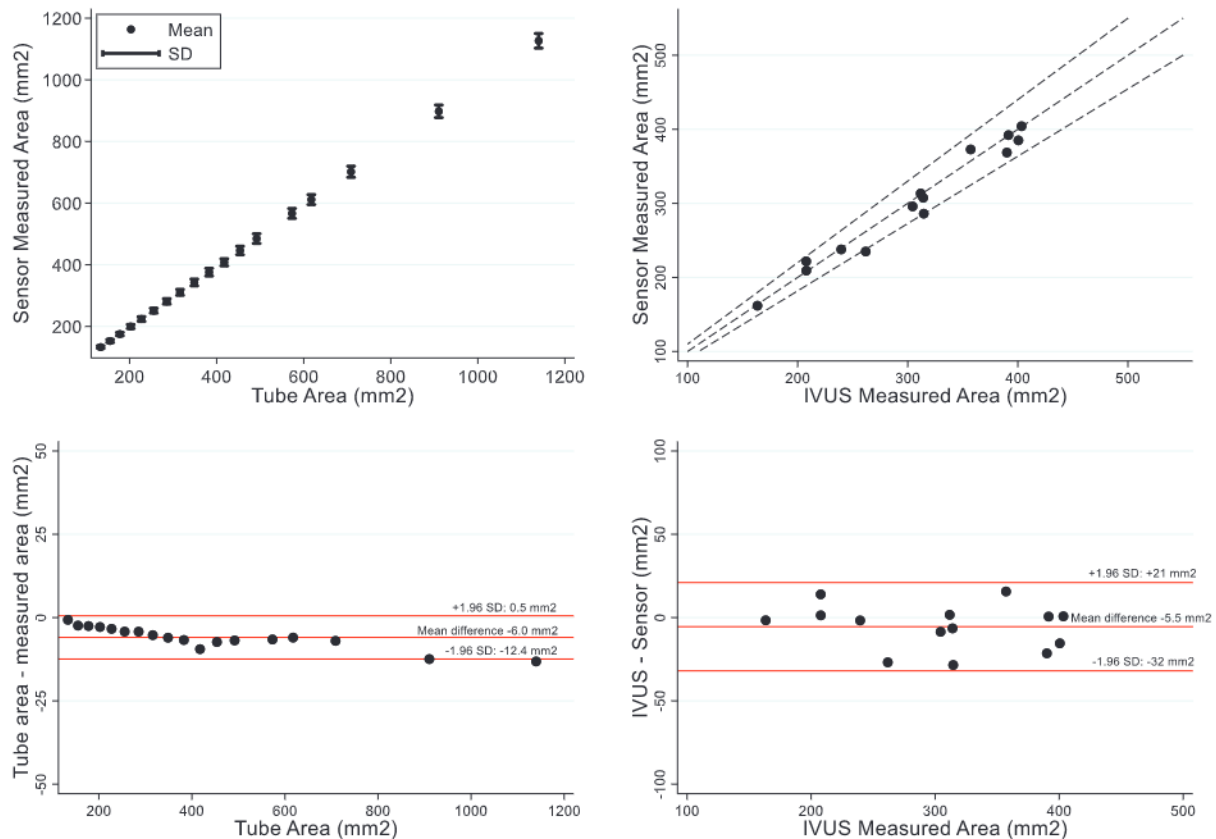 Mean
SD
Sensor Measured Area (mm2)
1200
1000
800
600
400
200
200
400
600
800
1000
1200
Tube Area (mm2)
Sensor Measured Area (mm2)
500
400
300
200
100
100
200
300
400
500
IVUS Measured Area (mm2)
Tube area - measured area (mm2)
50
25
0
-25
-50
+1.96 SD: 0.5 mm2
Mean difference -6.0 mm2
-1.96 SD: -12.4 mm2
200
400
600
800
1000
1200
Tube Area (mm2)
IVUS - Sensor (mm2)
100
50
0
-50
-100
+1.96 SD: +21 mm2
Mean difference -5.5 mm2
-1.96 SD: -32 mm2
100
200
300
400
500
IVUS Measured Area (mm2)